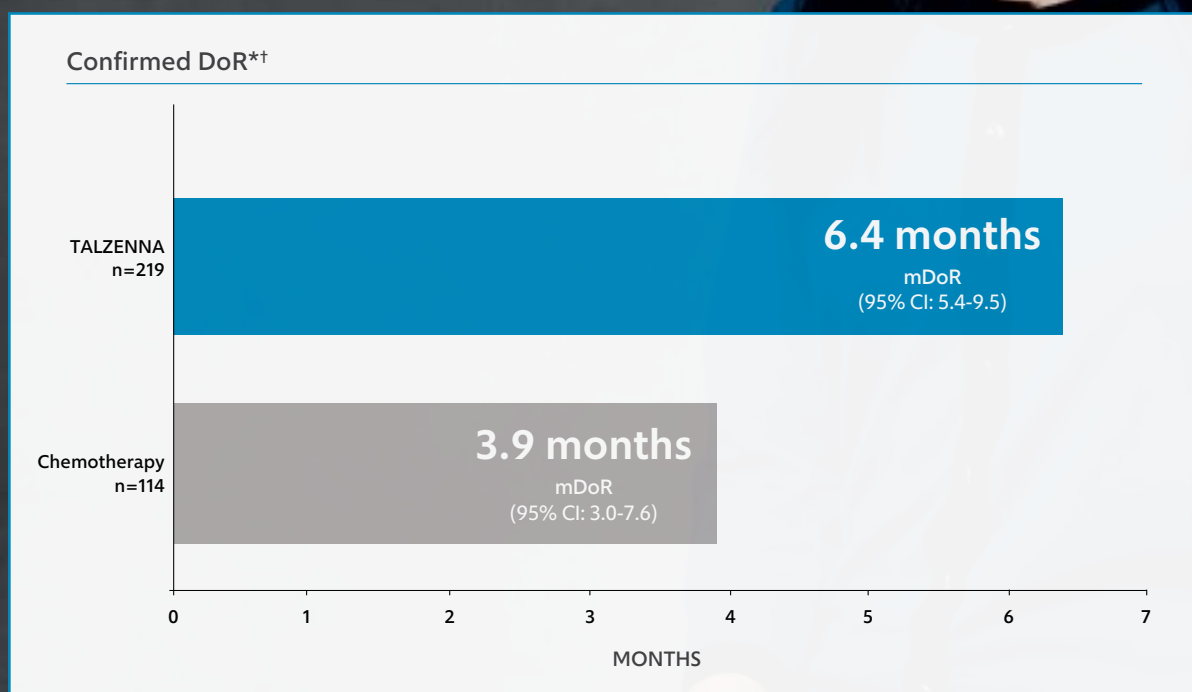 Confirmed DoR*†
TALZENNA
n=219
6.4 months
mDoR
(95% CI: 5.4-9.5)
Chemotherapy
n=114
3.9 months
mDoR
(95% CI: 3.0-7.6)
0 1 2 3 4 5 6 7
MONTHS